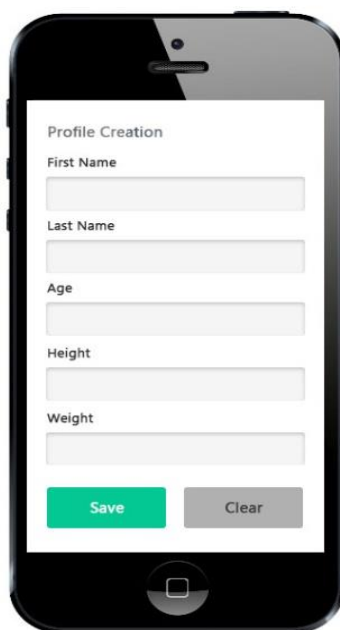 Profile Creation
First Name
Last Name
Age
Height
Weight
Save Clear